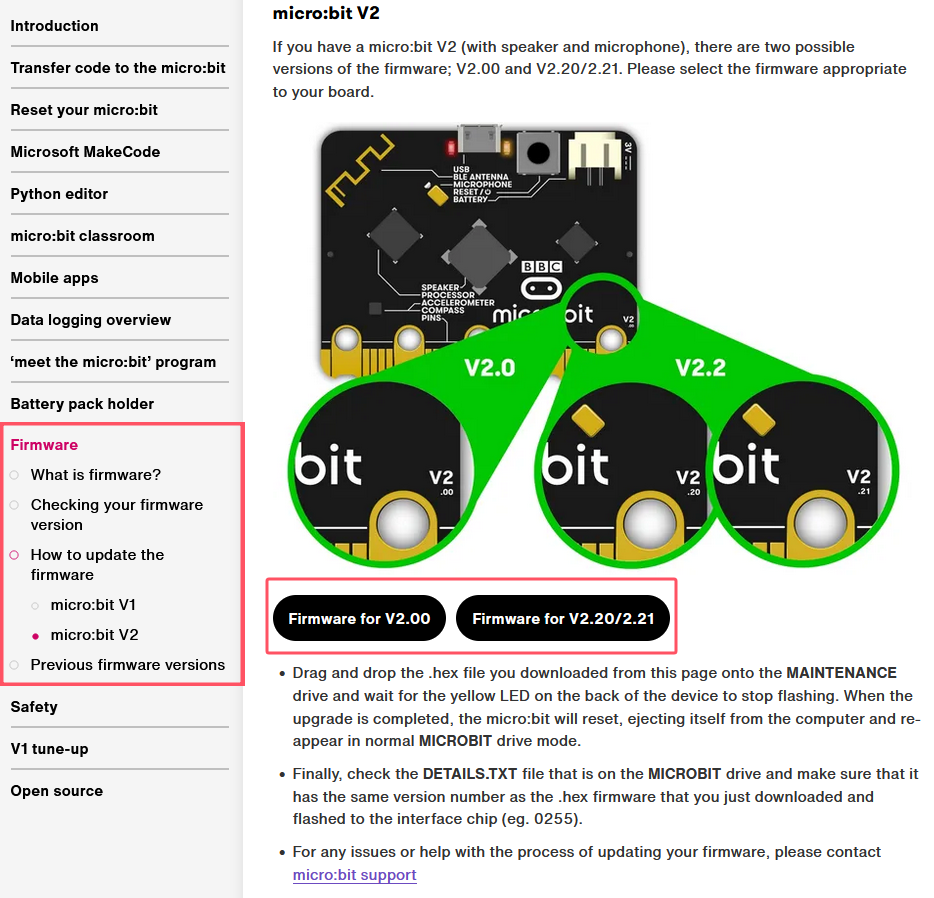 Introduction
Transfer code to the micro:bit
Reset your micro:bit
Microsoft MakeCode
Python editor
micro:bit classroom
Mobile apps
Data logging overview
‘meet the micro:bit’ program
Battery pack holder
Firmware
What is firmware?
Checking your firmware
version
How to update the
firmware
micro:bit V1
micro:bit V2
Previous firmware versions
Safety
V1 tune-up
Open source
micro:bit V2
If you have a micro:bit V2 (with speaker and microphone), there are two possible
versions of the firmware; V2.00 and V2.20/2.21. Please select the firmware appropriate
to your board.
3V
USB
BLE ANTENNA
MICROPHONE
RESET/
BATTERY
BBC
SPEAKER
PROCESSOR
ACCELEROMETER
COMPASS
PINS
bit
V2
V2.0
V2.2
bit
V2
.00
bit
V2
.20
bit
V2
.21
Firmware for V2.00
Firmware for V2.20/2.21
Drag and drop the .hex file you downloaded from this page onto the MAINTENANCE
drive and wait for the yellow LED on the back of the device to stop flashing. When the
upgrade is completed, the micro:bit will reset, ejecting itself from the computer and re-
appear in normal MICROBIT drive mode.
Finally, check the DETAILS.TXT file that is on the MICROBIT drive and make sure that it
has the same version number as the .hex firmware that you just downloaded and
flashed to the interface chip (eg. 0255).
For any issues or help with the process of updating your firmware, please contact
micro:bit support